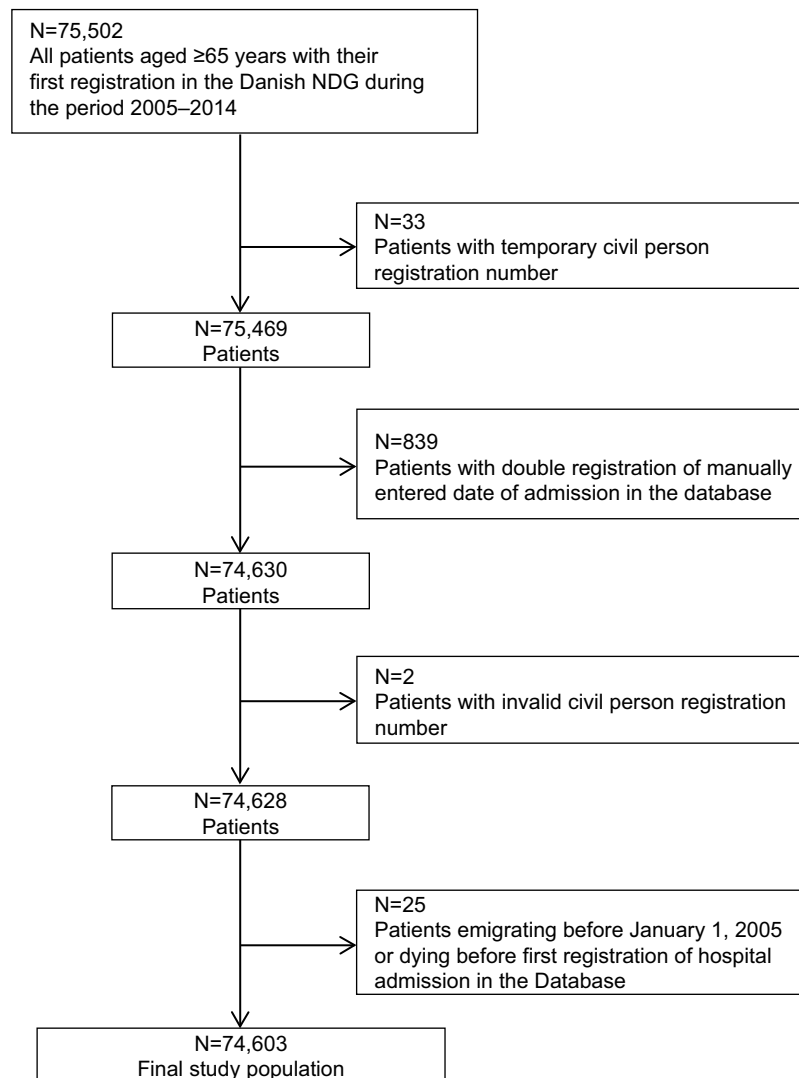 N=75,502
All patients aged ≥65 years with their
first registration in the Danish NDG during
the period 2005–2014
N=33
Patients with temporary civil person
registration number
N=75,469
Patients
N=839
Patients with double registration of manually
entered date of admission in the database
N=74,630
Patients
N=2
Patients with invalid civil person registration
number
N=74,628
Patients
N=25
Patients emigrating before January 1, 2005
or dying before first registration of hospital
admission in the Database
N=74,603
Final study population